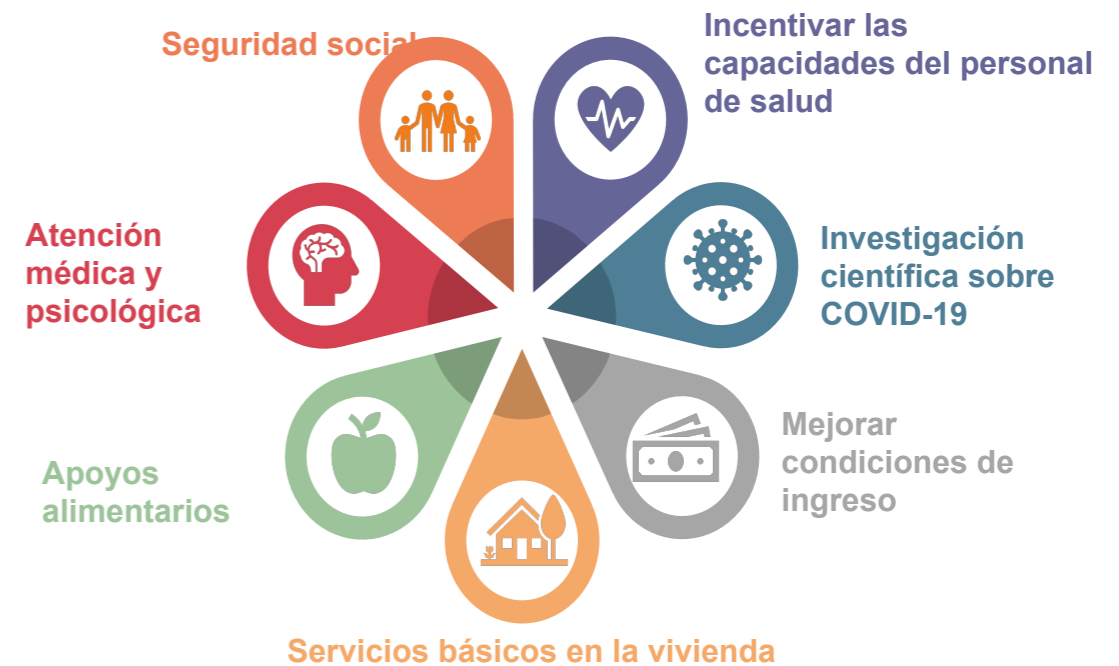 Seguridad social
Incentivar las
capacidades del personal
de salud
Atención
médica y
psicológica
Investigación
científica sobre
COVID-19
Mejorar
condiciones de
ingreso
Apoyos
alimentarios
Servicios básicos en la vivienda